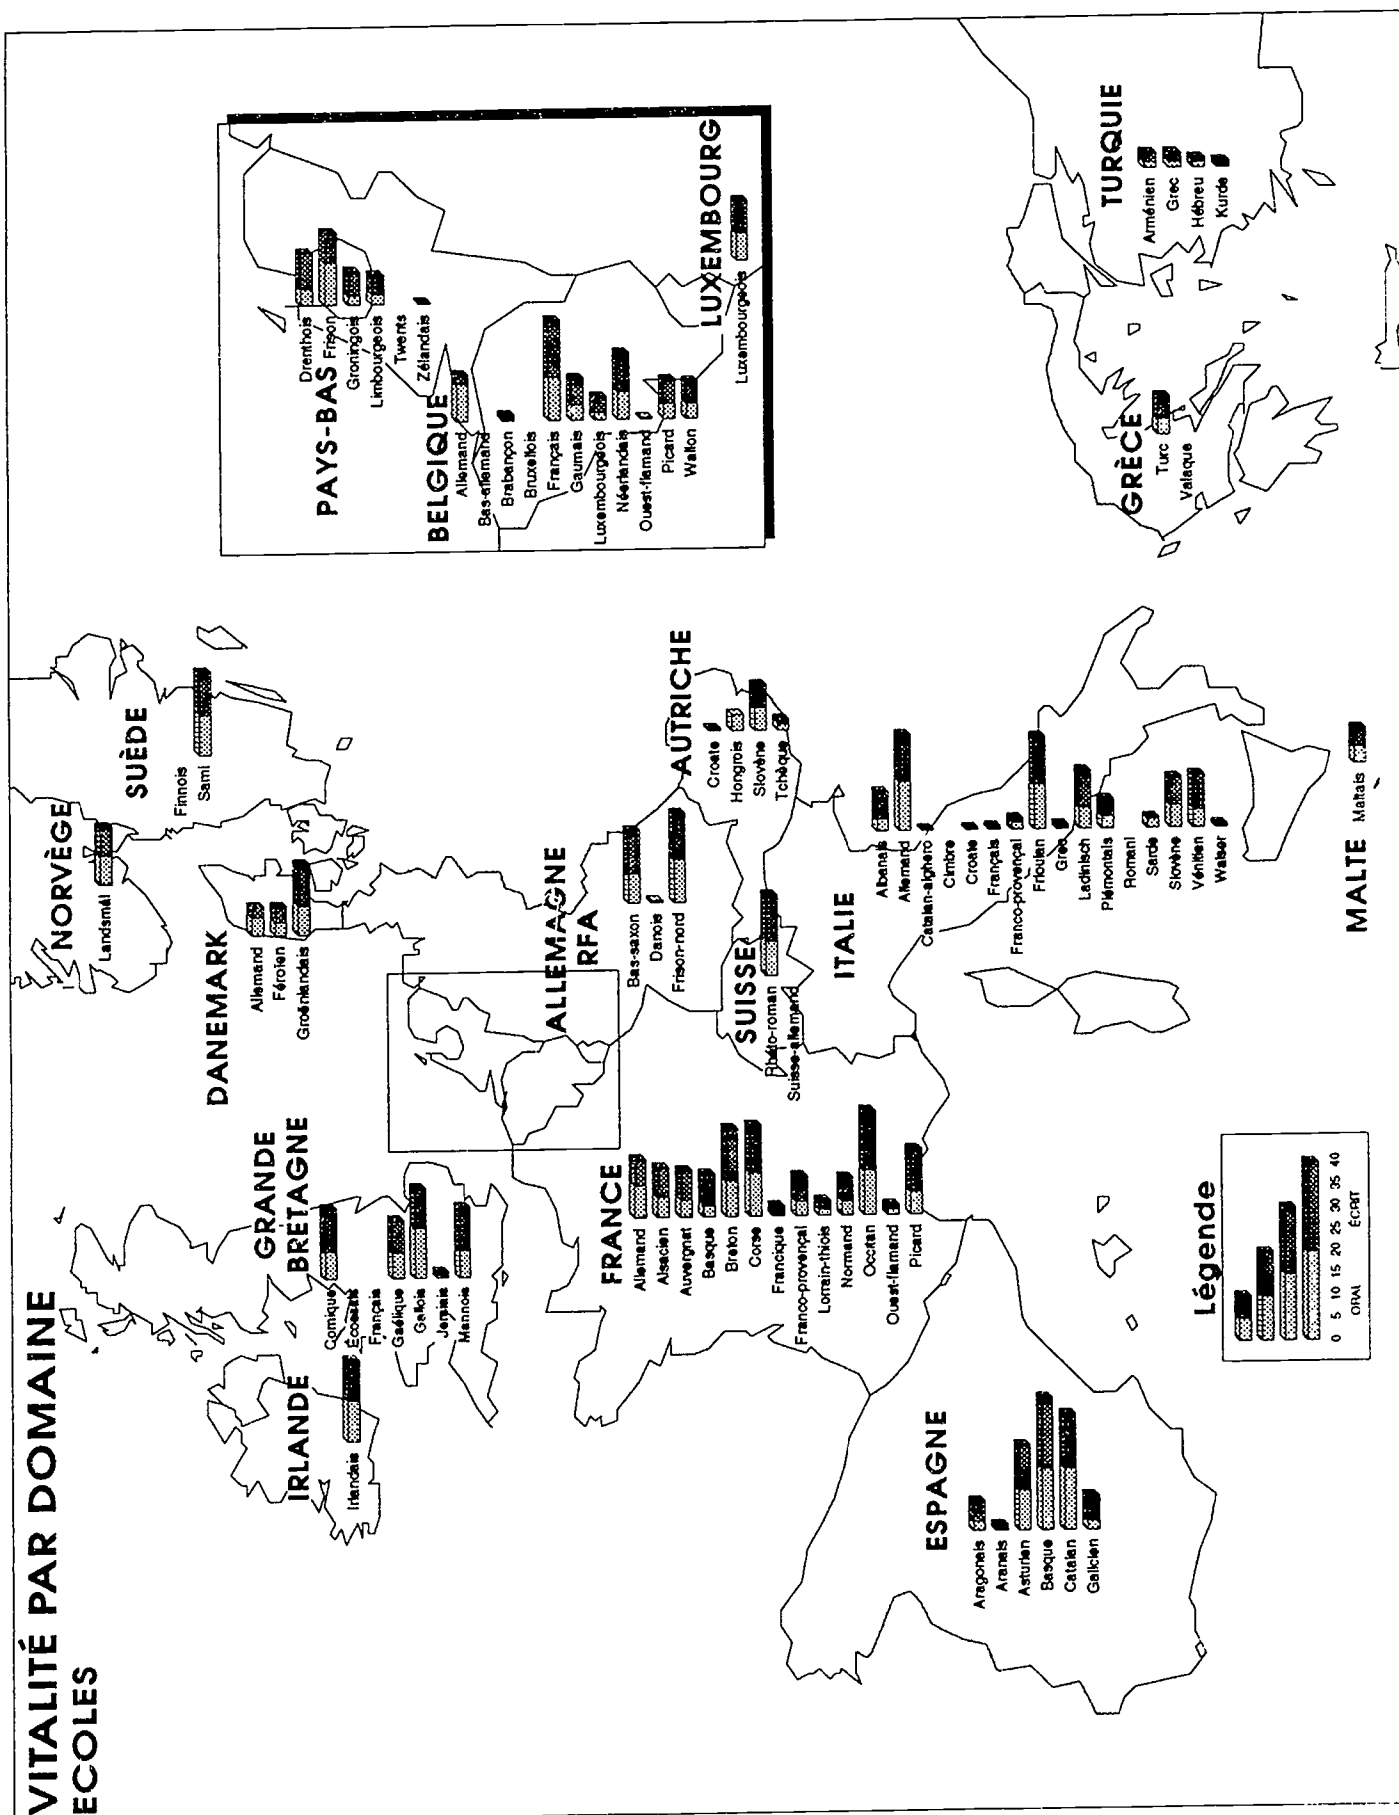 VITALITÉ PAR DOMAINE
ECOLES
IRLANDE
Irlandais
GRANDE
BRETAGNE
Cornique
Ecossais
Français
Gaélique
Gallois
Jersiais
Mannois
NORVÈGE
Landsmål
SUÈDE
Finnois
Sami
DANEMARK
Allemand
Féroïen
Groënlandais
PAYS-BAS
Drenthois
Frison
Groningois
Limbourgeois
Twents
Zélandais
BELGIQUE
Allemand
Bas-allemand
Brabançon
Bruxellois
Français
Gaumais
Luxembourgeois
Néerlandais
Ouest-flamand
Picard
Wallon
LUXEMBOURG
Luxembourgeois
ALLEMAGNE
RFA
Bas-saxon
Danois
Frison-nord
FRANCE
Allemand
Alsacien
Auvergnat
Basque
Breton
Corse
Francique
Franco-provençal
Lorrain-thiois
Normand
Occitan
Ouest-flamand
Picard
SUISSE
Rhéto-roman
Suisse-allemand
AUTRICHE
Croate
Hongrois
Slovène
Tchèque
ITALIE
Albanais
Allemand
Catalan-alghero
Cimbre
Croate
Français
Franco-provençal
Frioulan
Grec
Ladinisch
Piémontais
Romani
Sarde
Slovène
Vénitien
Walser
ESPAGNE
Aragonais
Aranais
Asturien
Basque
Catalan
Galicien
GRÈCE
Turc
Valaque
TURQUIE
Arménien
Grec
Hébreu
Kurde
MALTE
Maltais
Légende
0 5 10 15 20 25 30 35 40
ORAL ÉCRIT